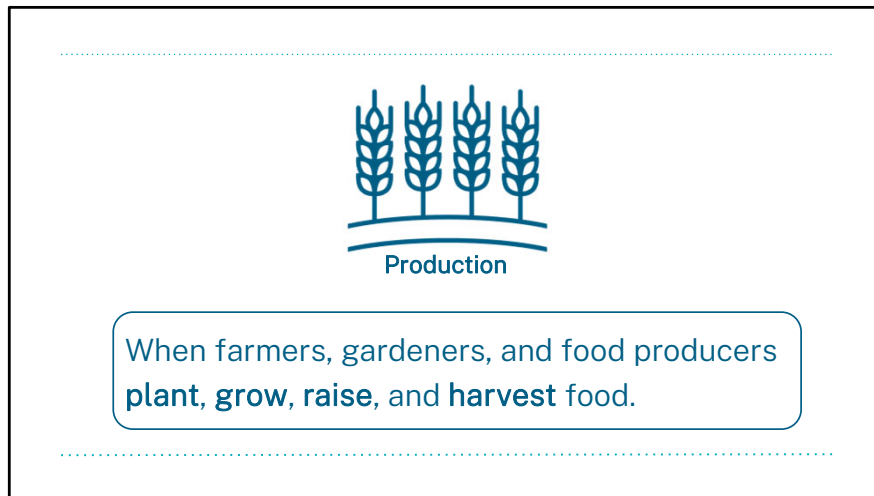 Production
When farmers, gardeners, and food producers
plant, grow, raise, and harvest food.